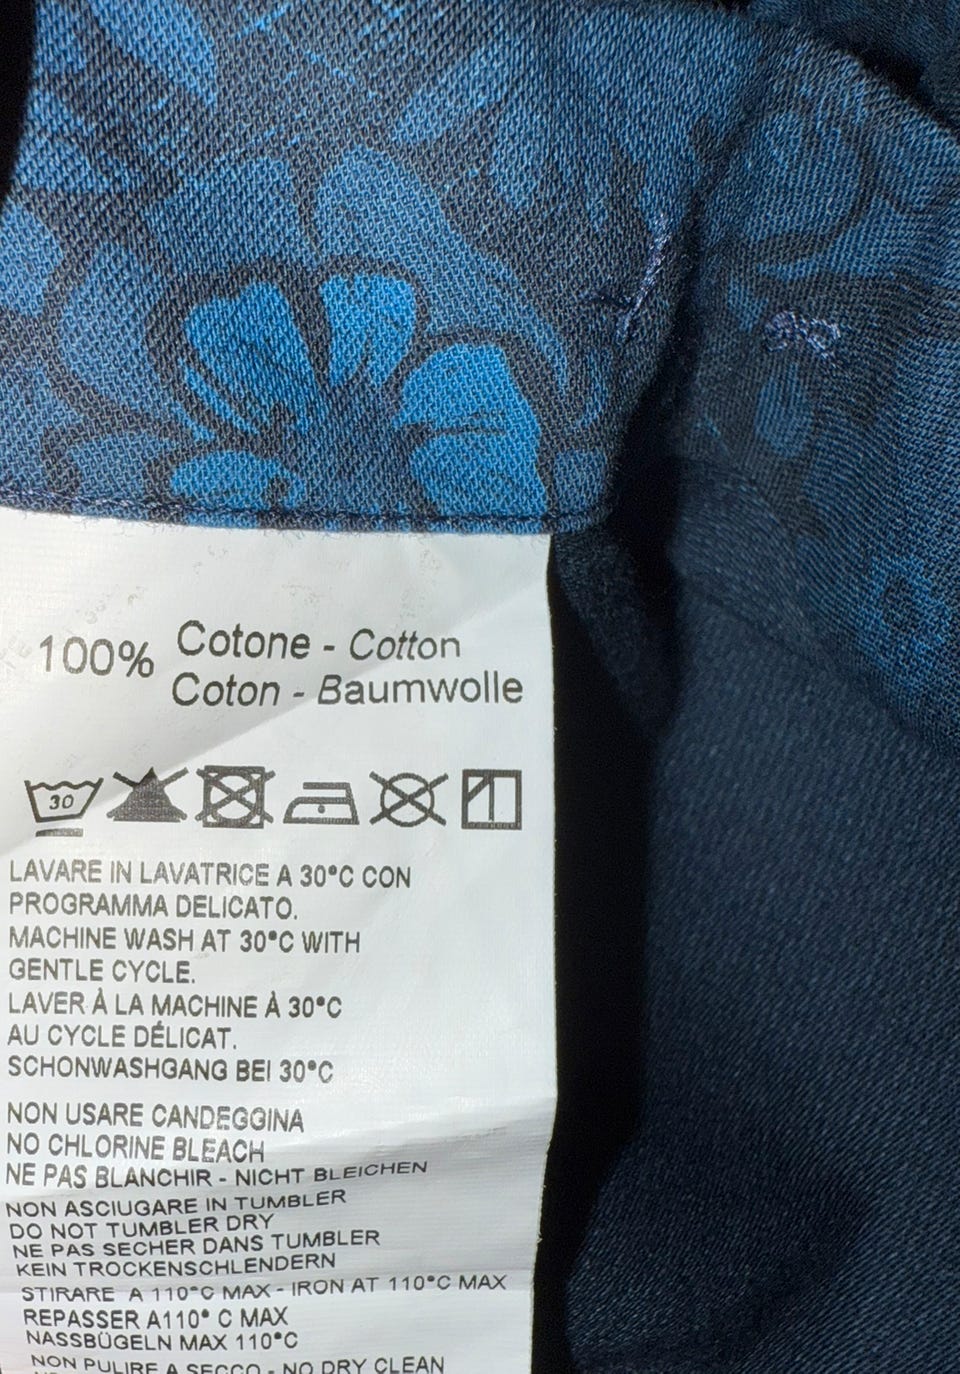 100% Cotone - Cotton
Coton - Baumwolle
30
LAVARE IN LAVATRICE A 30°C CON
PROGRAMMA DELICATO.
MACHINE WASH AT 30°C WITH
GENTLE CYCLE.
LAVER À LA MACHINE À 30°C
AU CYCLE DÉLICAT.
SCHONWASHGANG BEI 30°C
NON USARE CANDEGGINA
NO CHLORINE BLEACH
NE PAS BLANCHIR - NICHT BLEICHEN
NON ASCIUGARE IN TUMBLER
DO NOT TUMBLER DRY
NE PAS SECHER DANS TUMBLER
KEIN TROCKENSCHLENDERN
STIRARE A 110°C MAX - IRON AT 110°C MAX
REPASSER A110° C MAX
NASSBÜGELN MAX 110°C
NON PULIRE A SECCO - NO DRY CLEAN